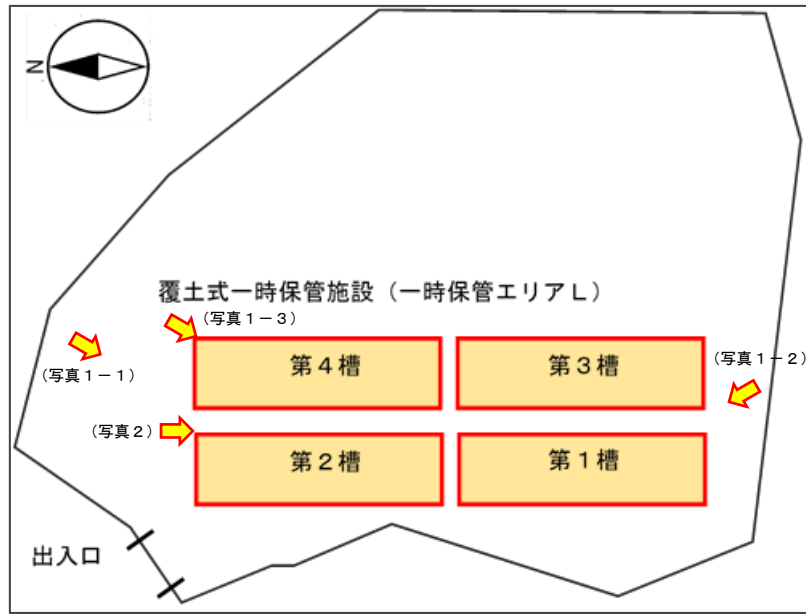 N
覆土式一時保管施設（一時保管エリアL）
（写真１－３）
（写真１－１）
第４槽
第３槽
（写真１－２）
（写真２）
第２槽
第１槽
出入口